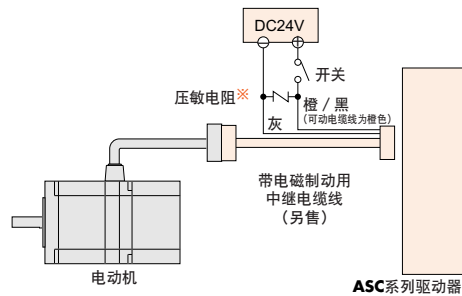 DC24V
开关
压敏电阻※
橙／黑
（可动电缆线为橙色）
灰
带电磁制动用
中继电缆线
（另售）
电动机
ASC系列驱动器